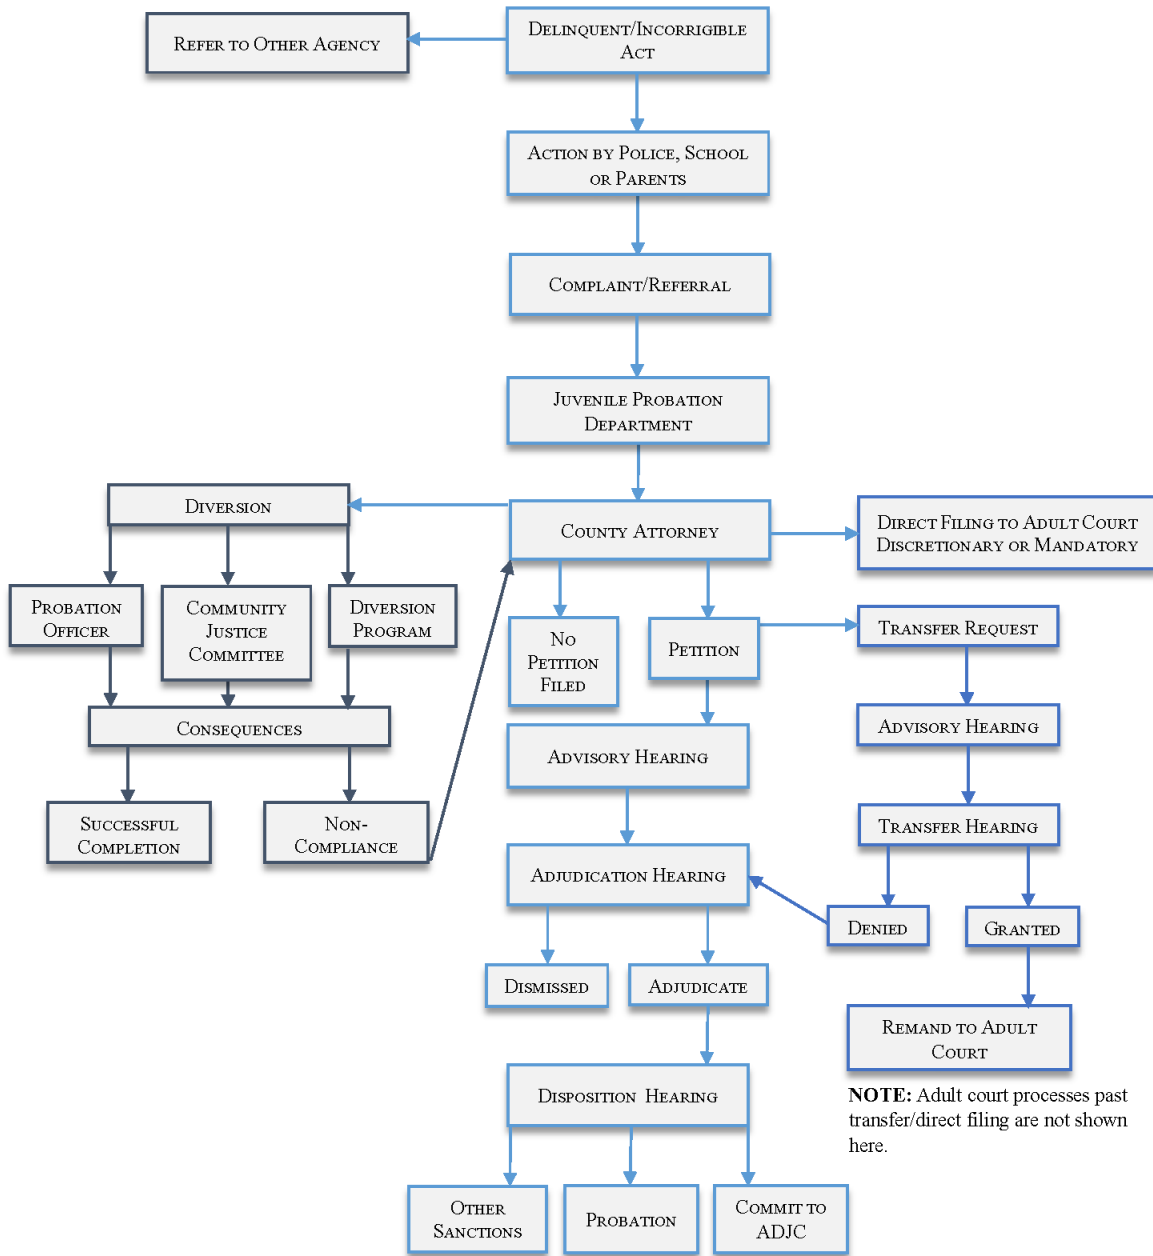 REFER TO OTHER AGENCY
DELINQUENT/INCORRIGIBLE
ACT
ACTION BY POLICE, SCHOOL
OR PARENTS
COMPLAINT/REFERRAL
JUVENILE PROBATION
DEPARTMENT
DIVERSION
COUNTY ATTORNEY
DIRECT FILING TO ADULT COURT
DISCRETIONARY OR MANDATORY
PROBATION
OFFICER
COMMUNITY
JUSTICE
COMMITTEE
DIVERSION
PROGRAM
NO
PETITION
FILED
PETITION
TRANSFER REQUEST
CONSEQUENCES
ADVISORY HEARING
ADVISORY HEARING
SUCCESSFUL
COMPLETION
NON-
COMPLIANCE
TRANSFER HEARING
ADJUDICATION HEARING
DENIED
GRANTED
DISMISSED
ADJUDICATE
REMAND TO ADULT
COURT
DISPOSITION HEARING
NOTE: Adult court processes past
transfer/direct filing are not shown
here.
OTHER
SANCTIONS
PROBATION
COMMIT TO
ADJC